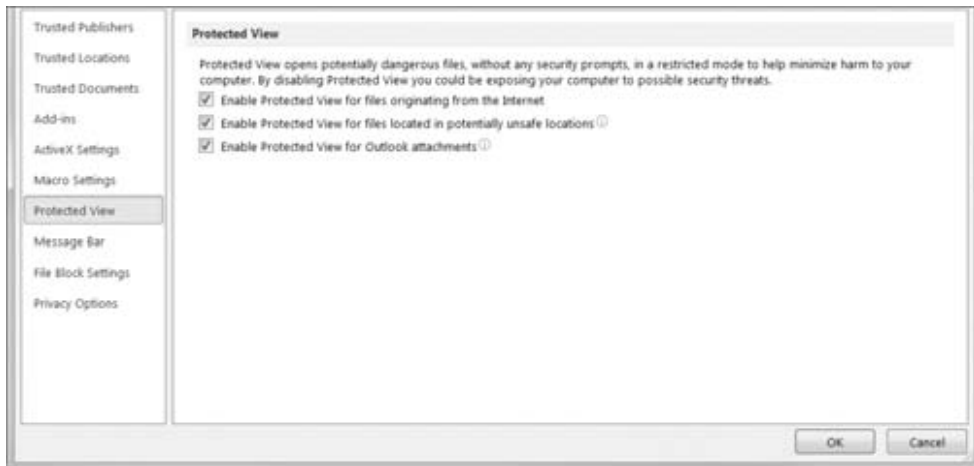 Trusted Publishers
Trusted Locations
Trusted Documents
Add-ins
ActiveX Settings
Macro Settings
Protected View
Message Bar
File Block Settings
Privacy Options
Protected View
Protected View opens potentially dangerous files, without any security prompts, in a restricted mode to help minimize harm to your
computer. By disabling Protected View you could be exposing your computer to possible security threats.
Enable Protected View for files originating from the Internet
Enable Protected View for files located in potentially unsafe locations
Enable Protected View for Outlook attachments
OK
Cancel